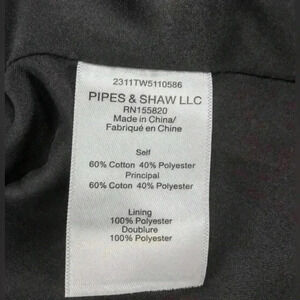 2311TW5110586
PIPES & SHAW LLC
RN155820
Made in China/
Fabriqué en Chine
Self
60% Cotton 40% Polyester
Principal
60% Coton 40% Polyester
Lining
100% Polyester
Doublure
100% Polyester